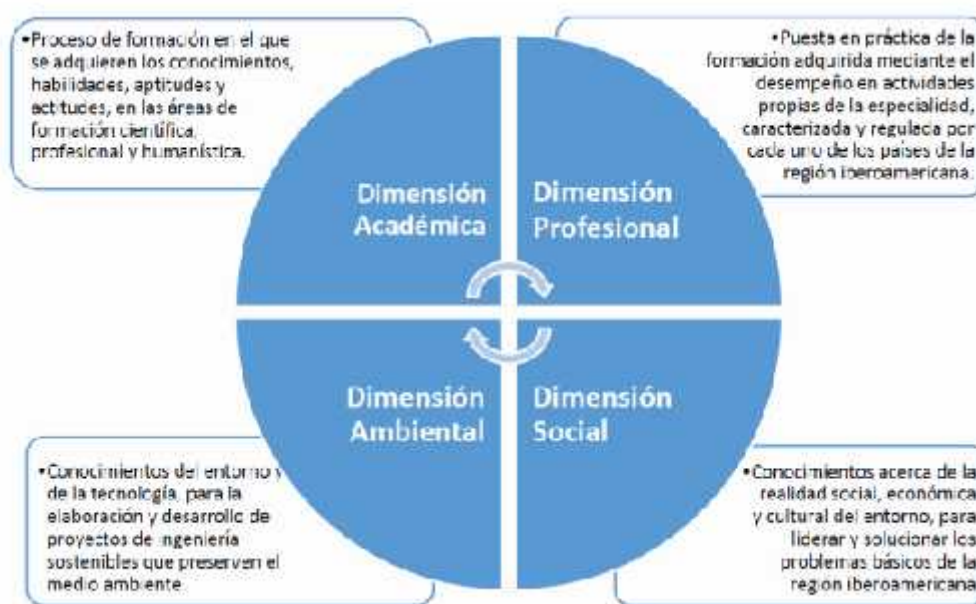 •Proceso de formación en el que
se adquieren los conocimientos,
habilidades, aptitudes y
actitudes, en las áreas de
formación científica,
profesional y humanística.
•Puesta en práctica de la
formación adquirida mediante el
desempeño en actividades
propias de la especialidad,
caracterizada y regulada por
cada uno de los países de la
región iberoamericana.
Dimensión
Académica
Dimensión
Profesional
Dimensión
Ambiental
Dimensión
Social
•Conocimientos del entorno y
de la tecnología, para la
elaboración y desarrollo de
proyectos de ingeniería
sostenibles que preserven el
medio ambiente.
•Conocimientos acerca de la
realidad social, económica
y cultural del entorno, para
liderar y solucionar los
problemas básicos de la
región iberoamericana